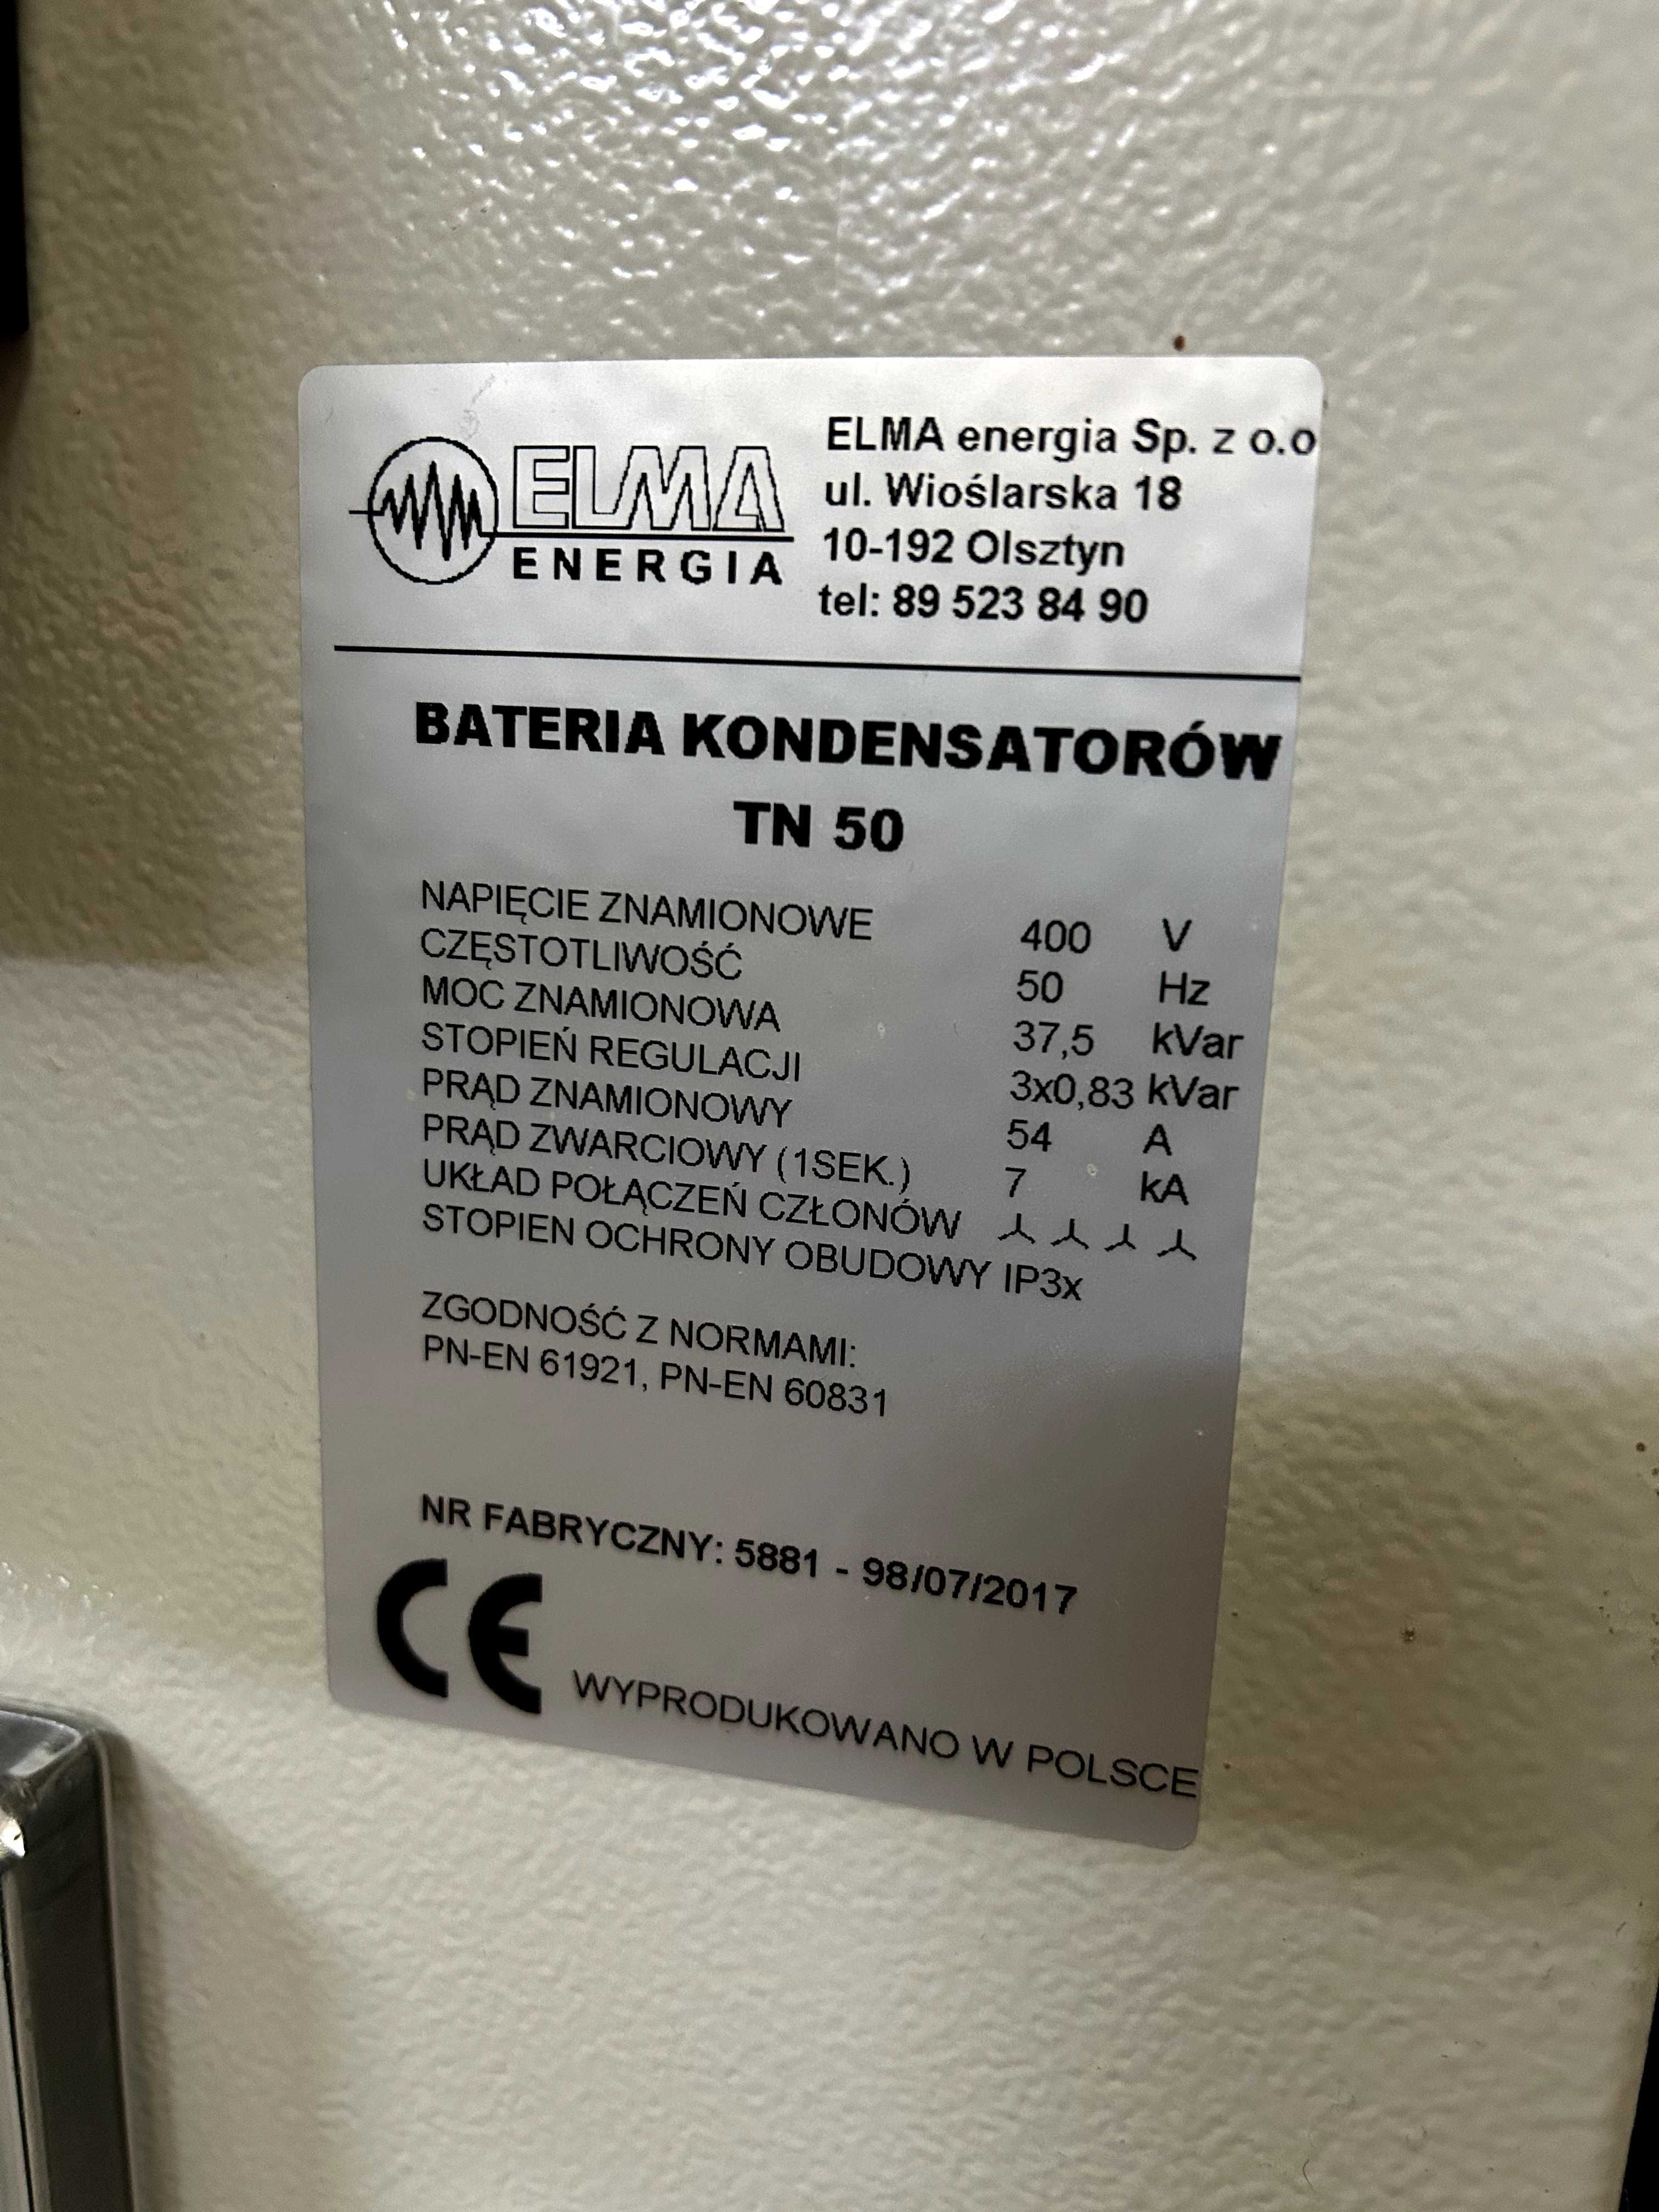 ELMA
ENERGIA
ELMA energia Sp. z o.o
ul. Wioślarska 18
10-192 Olsztyn
tel: 89 523 84 90
BATERIA KONDENSATORÓW
TN 50
NAPIĘCIE ZNAMIONOWE 400 V
CZĘSTOTLIWOŚĆ 50 Hz
MOC ZNAMIONOWA 37,5 kVar
STOPIEŃ REGULACJI 3x0,83 kVar
PRĄD ZNAMIONOWY 54 A
PRĄD ZWARCIOWY (1SEK.) 7 kA
UKŁAD POŁĄCZEŃ CZŁONÓW
STOPIEN OCHRONY OBUDOWY IP3x
ZGODNOŚĆ Z NORMAMI:
PN-EN 61921, PN-EN 60831
NR FABRYCZNY: 5881 - 98/07/2017
CE
WYPRODUKOWANO W POLSCE